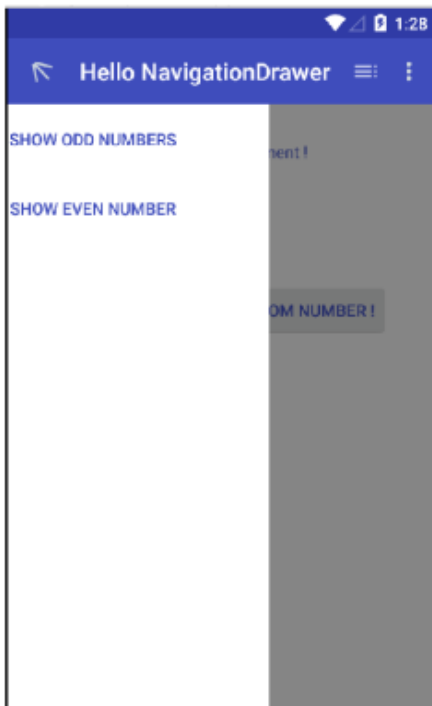 1:28
Hello NavigationDrawer
SHOW ODD NUMBERS
nent !
SHOW EVEN NUMBER
OM NUMBER !